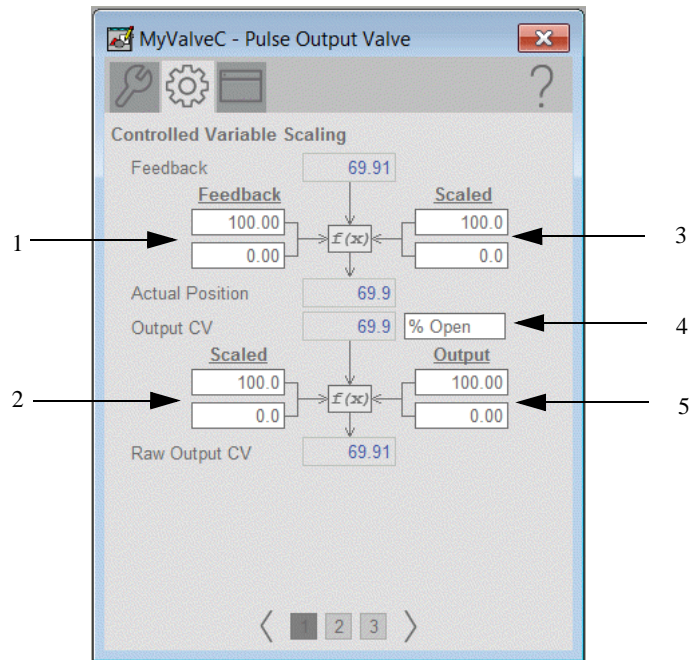 MyValveC - Pulse Output Valve
?
Controlled Variable Scaling
Feedback 69.91
Feedback Scaled
100.00 f(x) 100.0
1 3
0.00 0.0
Actual Position 69.9
Output CV 69.9 % Open 4
Scaled Output
100.0 f(x) 100.00
2 5
0.0 0.00
Raw Output CV 69.91
1 2 3